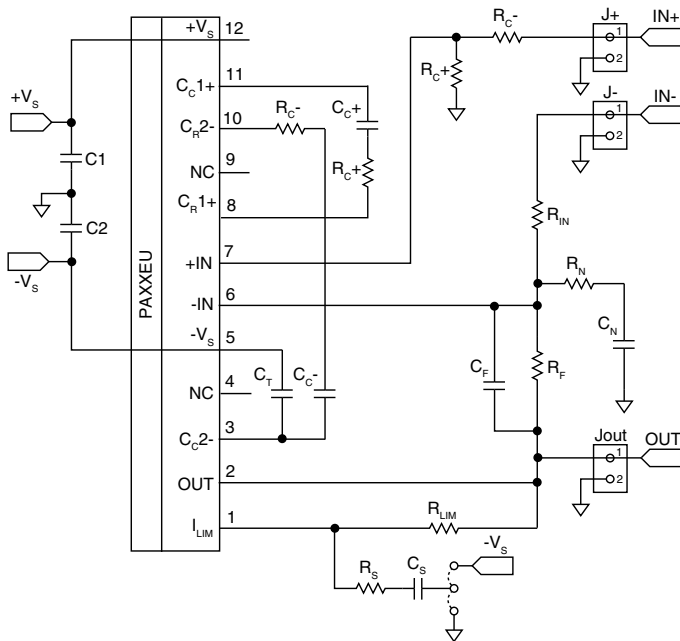 +Vs 12
Cc1+ 11
CR2- 10
NC 9
CR1+ 8
+IN 7
-IN 6
-Vs 5
NC 4
Cc2- 3
OUT 2
ILIM 1
PAXXEU
+Vs
C1
C2
-Vs
Rc-
Cc+
Rc+
CT
Cc-
Rc-
Rc+
J+
1
2
IN+
J-
1
2
IN-
RIN
RN
CN
CF
RF
Jout
1
2
OUT
RLIM
RS
CS
-Vs